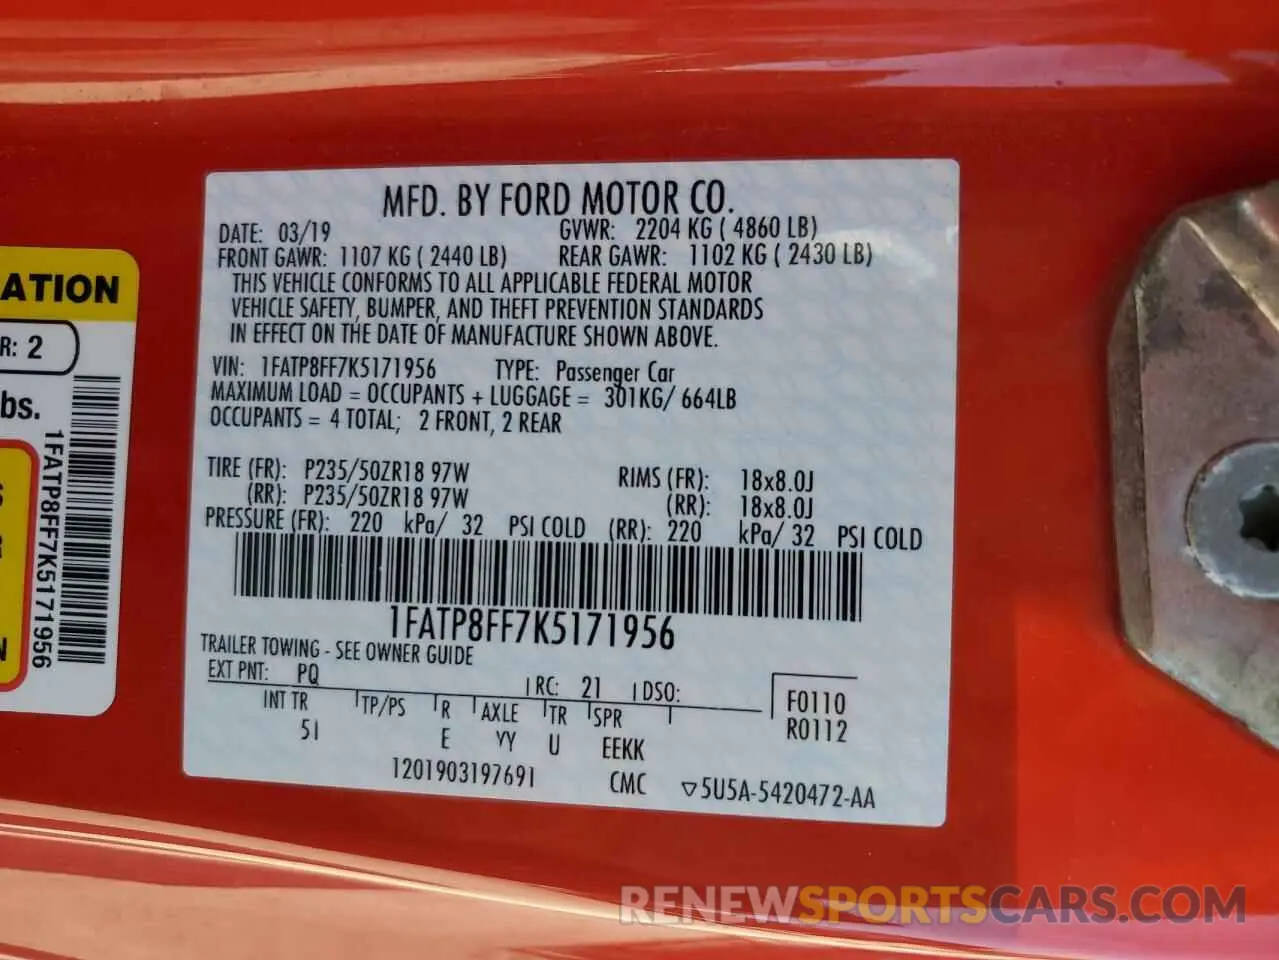 MFD. BY FORD MOTOR CO.
DATE: 03/19 GVWR: 2204 KG ( 4860 LB)
FRONT GAWR: 1107 KG ( 2440 LB) REAR GAWR: 1102 KG ( 2430 LB)
THIS VEHICLE CONFORMS TO ALL APPLICABLE FEDERAL MOTOR
VEHICLE SAFETY, BUMPER, AND THEFT PREVENTION STANDARDS
IN EFFECT ON THE DATE OF MANUFACTURE SHOWN ABOVE.
VIN: 1FATP8FF7K5171956 TYPE: Passenger Car
MAXIMUM LOAD = OCCUPANTS + LUGGAGE = 301KG/ 664LB
OCCUPANTS = 4 TOTAL; 2 FRONT, 2 REAR
TIRE (FR): P235/50ZR18 97W RIMS (FR): 18x8.0J
(RR): P235/50ZR18 97W (RR): 18x8.0J
PRESSURE (FR): 220 kPa/ 32 PSI COLD (RR): 220 kPa/ 32 PSI COLD
1FATP8FF7K5171956
TRAILER TOWING - SEE OWNER GUIDE
EXT PNT: PQ RC: 21 DSO: F0110
INT TR TP/PS R AXLE TR SPR R0112
5I E YY U EEKK
1201903197691 CMC ▽5U5A-5420472-AA
ATION
R: 2
bs.
1FATP8FF7K5171956
RENEWSPORTSCARS.COM